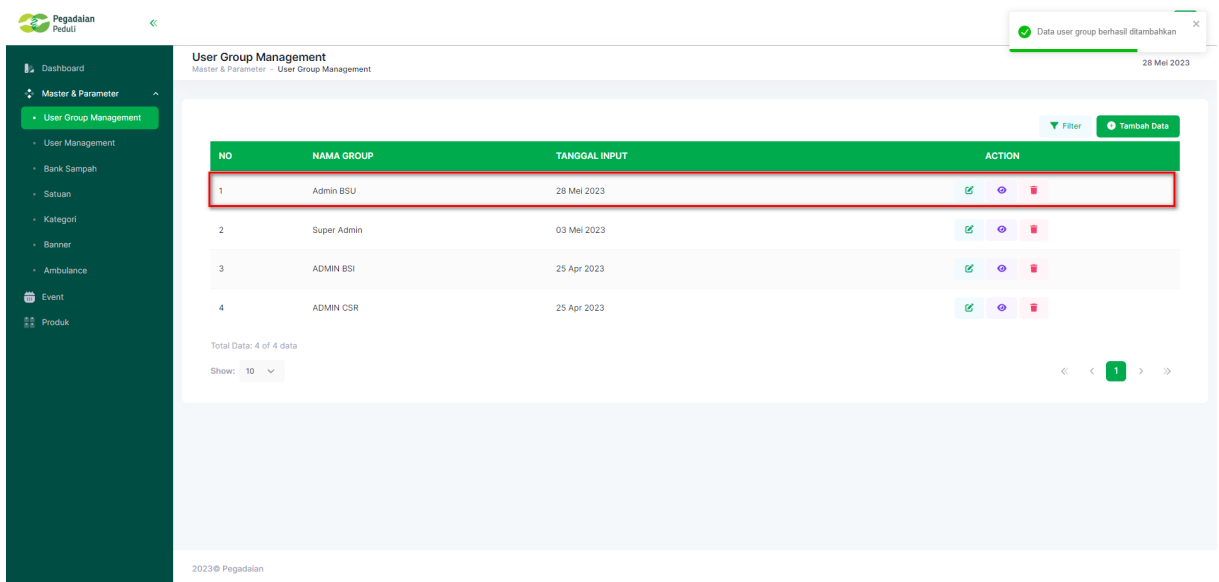 Pegadaian
Peduli
Data user group berhasil ditambahkan
User Group Management
Master & Parameter - User Group Management
28 Mei 2023
Dashboard
Master & Parameter
User Group Management
User Management
Bank Sampah
Satuan
Kategori
Banner
Ambulance
Event
Produk
Filter
Tambah Data
NO NAMA GROUP TANGGAL INPUT ACTION
1 Admin BSU 28 Mei 2023
2 Super Admin 03 Mei 2023
3 ADMIN BSI 25 Apr 2023
4 ADMIN CSR 25 Apr 2023
Total Data: 4 of 4 data
Show: 10
1
2023© Pegadaian